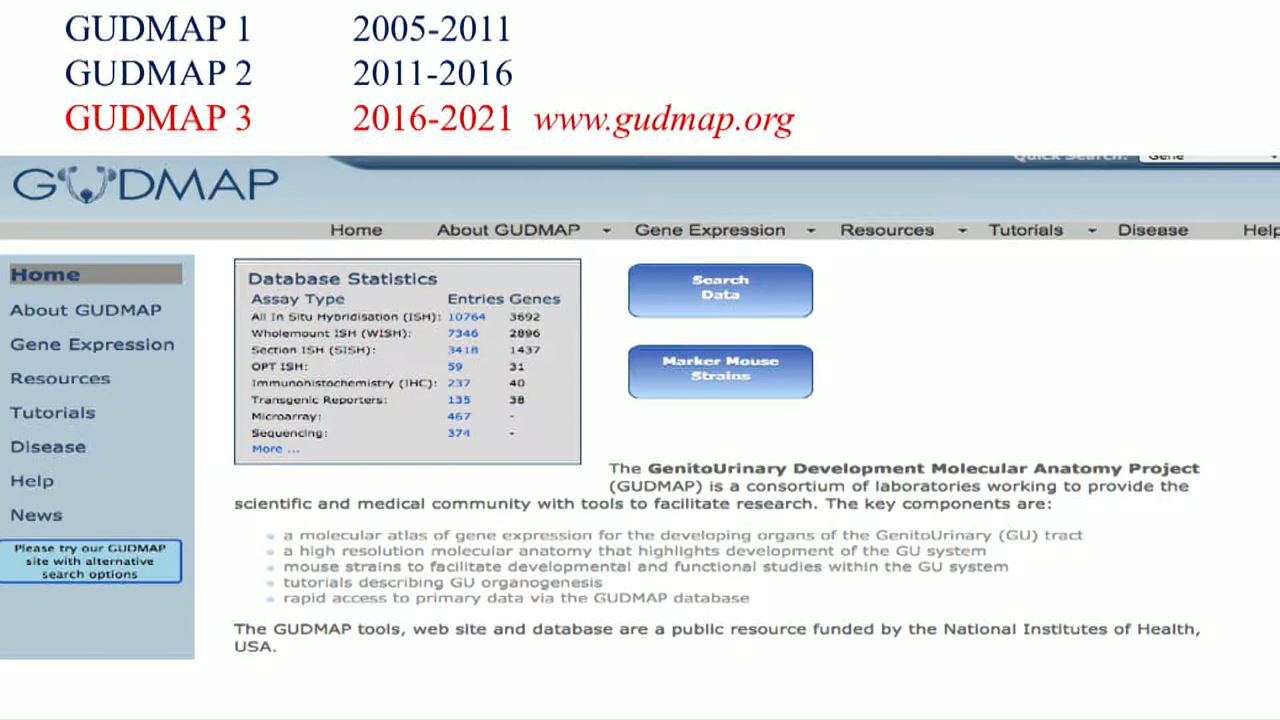 GUDMAP 1 2005-2011
GUDMAP 2 2011-2016
GUDMAP 3 2016-2021 www.gudmap.org
Quick Search: Gene
GUDMAP
Home About GUDMAP Gene Expression Resources Tutorials Disease Help
Home
About GUDMAP
Gene Expression
Resources
Tutorials
Disease
Help
News
Please try our GUDMAP
site with alternative
search options
Database Statistics
Assay Type Entries Genes
All In Situ Hybridisation (ISH): 10764 3692
Wholemount ISH (WISH): 7346 2896
Section ISH (SISH): 3418 1437
OPT ISH: 59 31
Immunohistochemistry (IHC): 237 40
Transgenic Reporters: 135 38
Microarray: 467 -
Sequencing: 374 -
More ...
Search
Data
Marker Mouse
Strains
The GenitoUrinary Development Molecular Anatomy Project
(GUDMAP) is a consortium of laboratories working to provide the
scientific and medical community with tools to facilitate research. The key components are:
a molecular atlas of gene expression for the developing organs of the GenitoUrinary (GU) tract
a high resolution molecular anatomy that highlights development of the GU system
mouse strains to facilitate developmental and functional studies within the GU system
tutorials describing GU organogenesis
rapid access to primary data via the GUDMAP database
The GUDMAP tools, web site and database are a public resource funded by the National Institutes of Health,
USA.